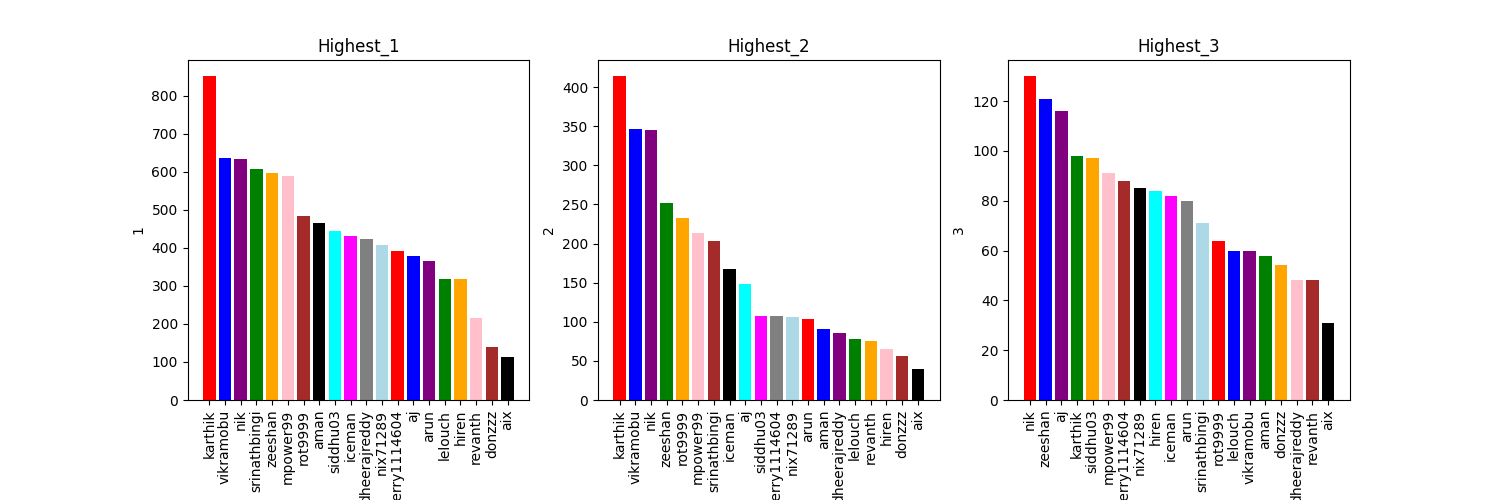 Highest_1
800
700
600
500
400
300
200
100
0
1
karthik
vikramobu
nik
srinathbingi
zeeshan
mpower99
rot9999
aman
siddhu03
iceman
dheerajreddy
nix71289
erry1114604
aj
arun
lelouch
hiren
revanth
donzzz
aix
Highest_2
400
350
300
250
200
150
100
50
0
2
karthik
vikramobu
nik
zeeshan
rot9999
mpower99
srinathbingi
iceman
aj
siddhu03
erry1114604
nix71289
arun
aman
dheerajreddy
lelouch
revanth
hiren
donzzz
aix
Highest_3
120
100
80
60
40
20
0
3
nik
zeeshan
aj
karthik
siddhu03
mpower99
erry1114604
nix71289
hiren
iceman
arun
srinathbingi
rot9999
lelouch
vikramobu
aman
donzzz
dheerajreddy
revanth
aix